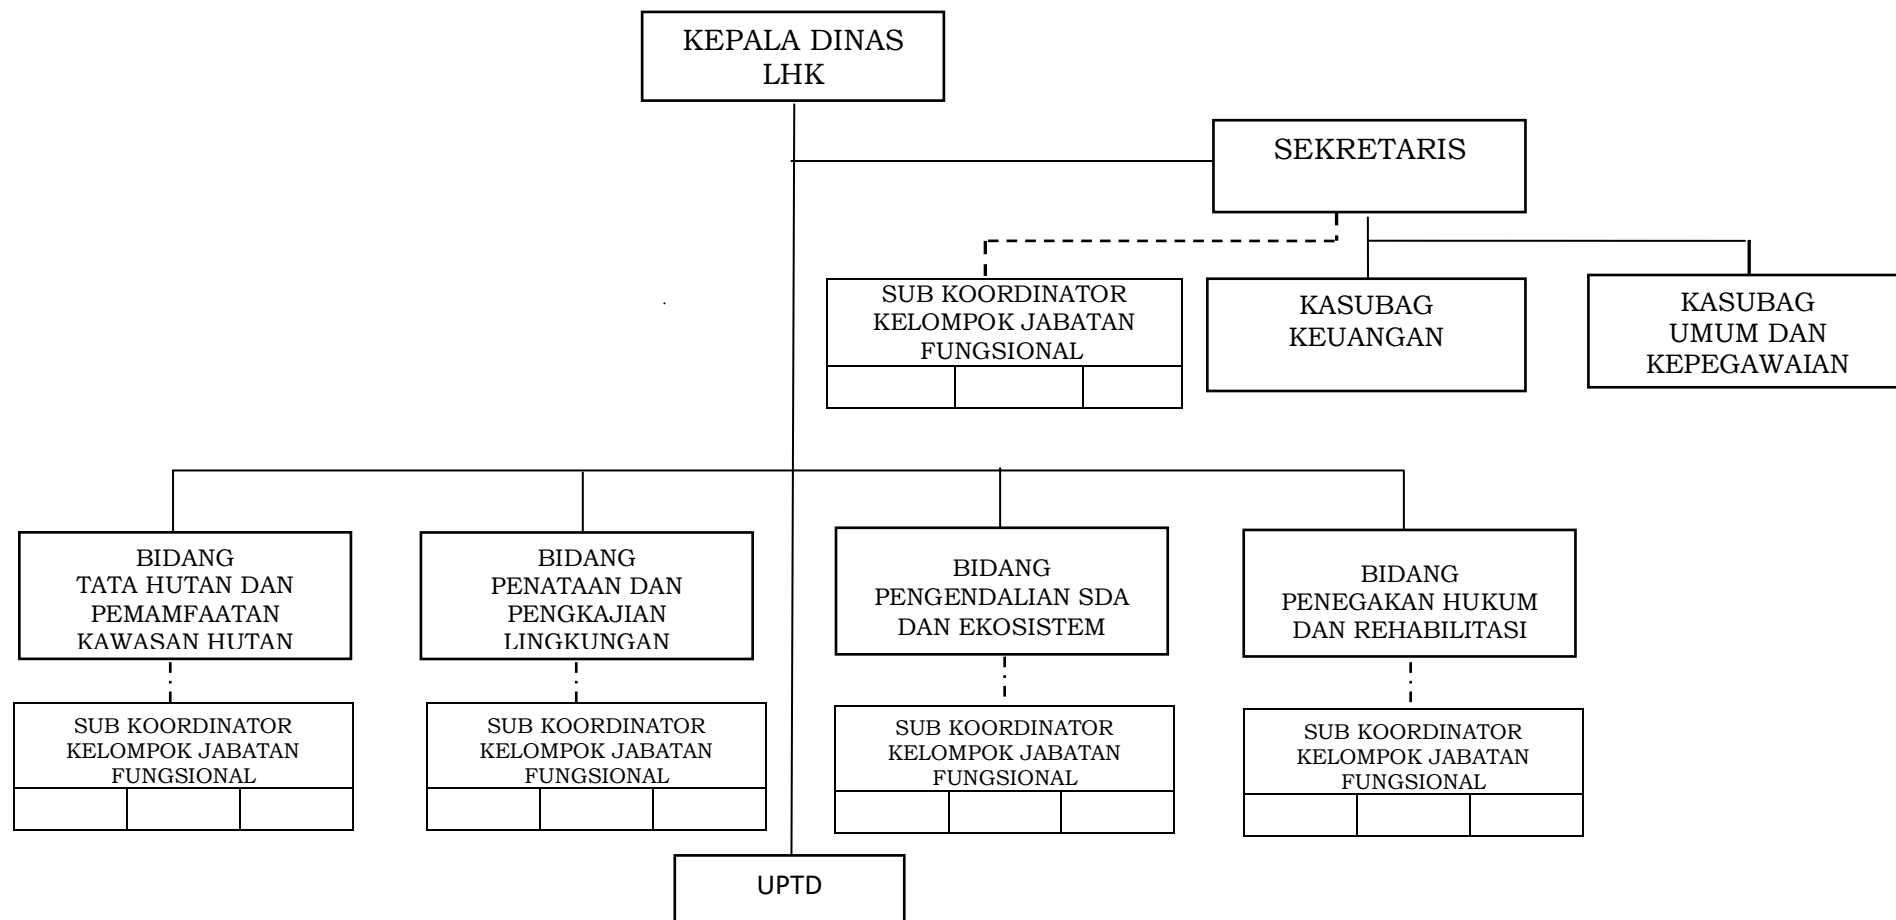 KEPALA DINAS
LHK
SEKRETARIS
SUB KOORDINATOR
KELOMPOK JABATAN
FUNGSIONAL
KASUBAG
KEUANGAN
KASUBAG
UMUM DAN
KEPEGAWAIAN
BIDANG
TATA HUTAN DAN
PEMAMFAATAN
KAWASAN HUTAN
BIDANG
PENATAAN DAN
PENGKAJIAN
LINGKUNGAN
BIDANG
PENGENDALIAN SDA
DAN EKOSISTEM
BIDANG
PENEGAKAN HUKUM
DAN REHABILITASI
SUB KOORDINATOR
KELOMPOK JABATAN
FUNGSIONAL
SUB KOORDINATOR
KELOMPOK JABATAN
FUNGSIONAL
SUB KOORDINATOR
KELOMPOK JABATAN
FUNGSIONAL
SUB KOORDINATOR
KELOMPOK JABATAN
FUNGSIONAL
UPTD